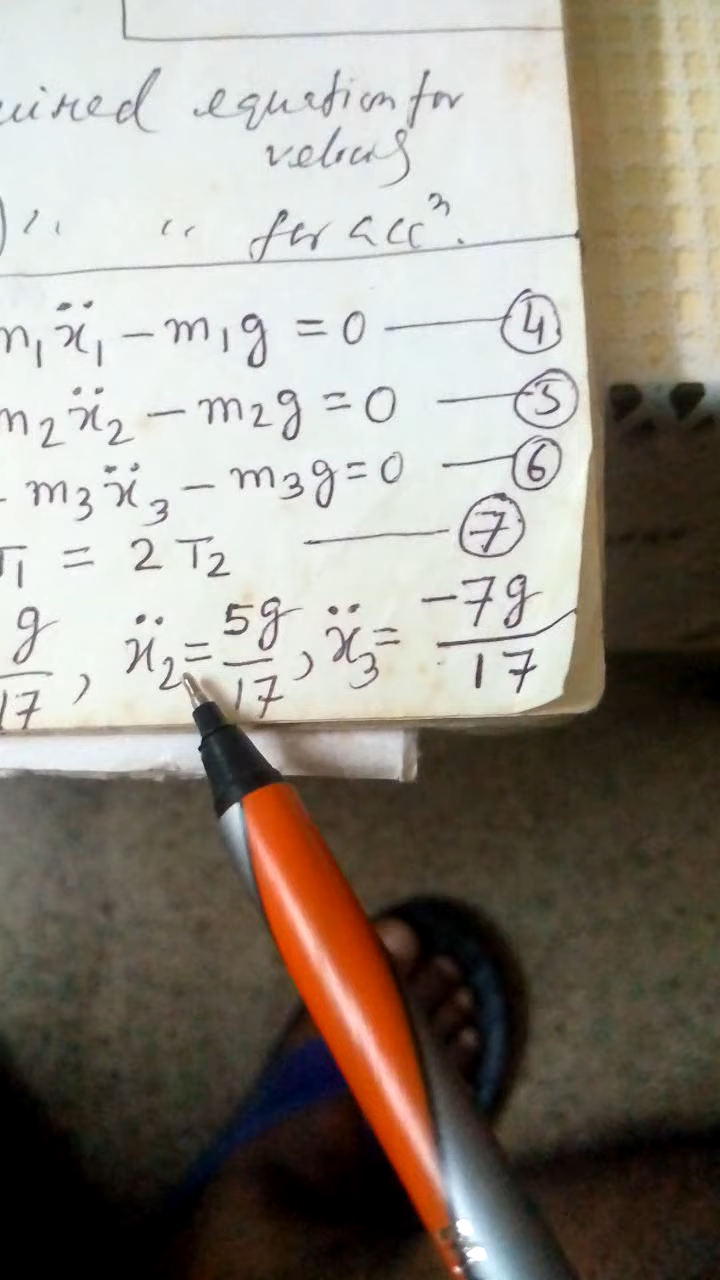 uired equation for
velocity
) ,, ,, for accⁿ.
m₁ẍ₁ - m₁g = 0 — ④
m₂ẍ₂ - m₂g = 0 — ⑤
- m₃ẍ₃ - m₃g = 0 — ⑥
T₁ = 2T₂ — ⑦
g/17, ẍ₂ = 5g/17, ẍ₃ = -7g/17